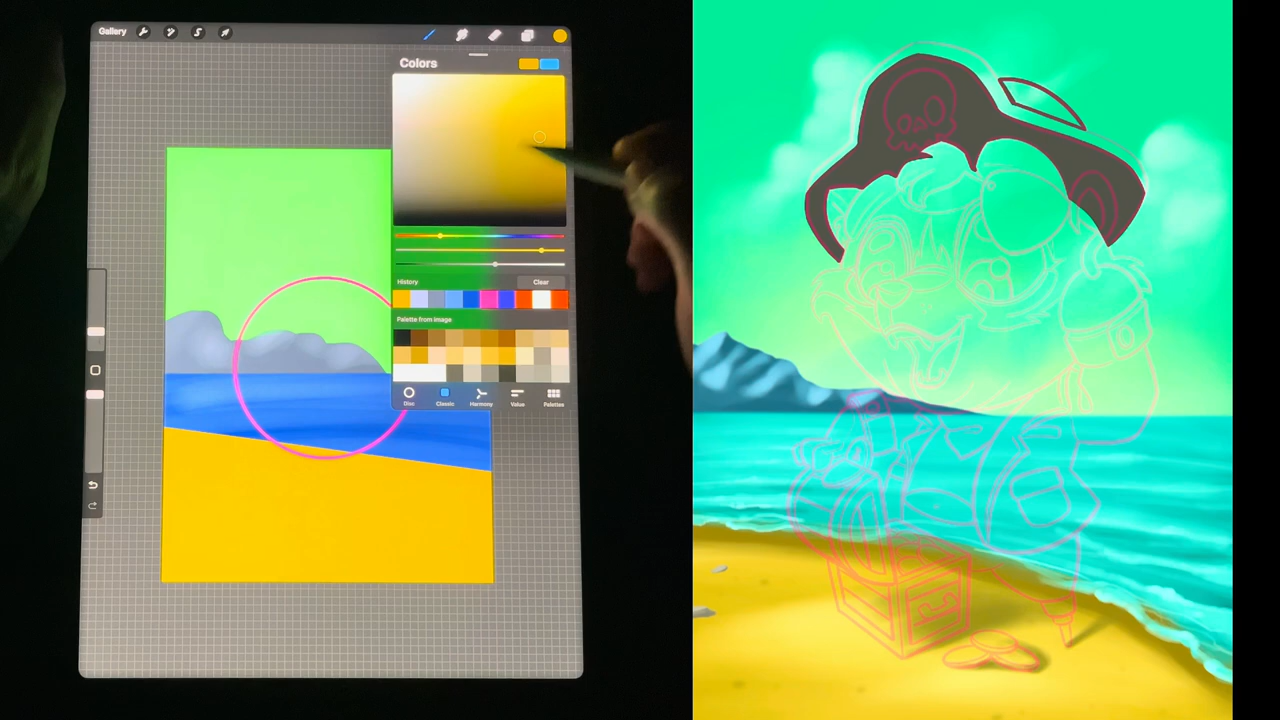 Gallery
Colors
History
Clear
Palette from image
Disc
Classic
Harmony
Value
Palettes